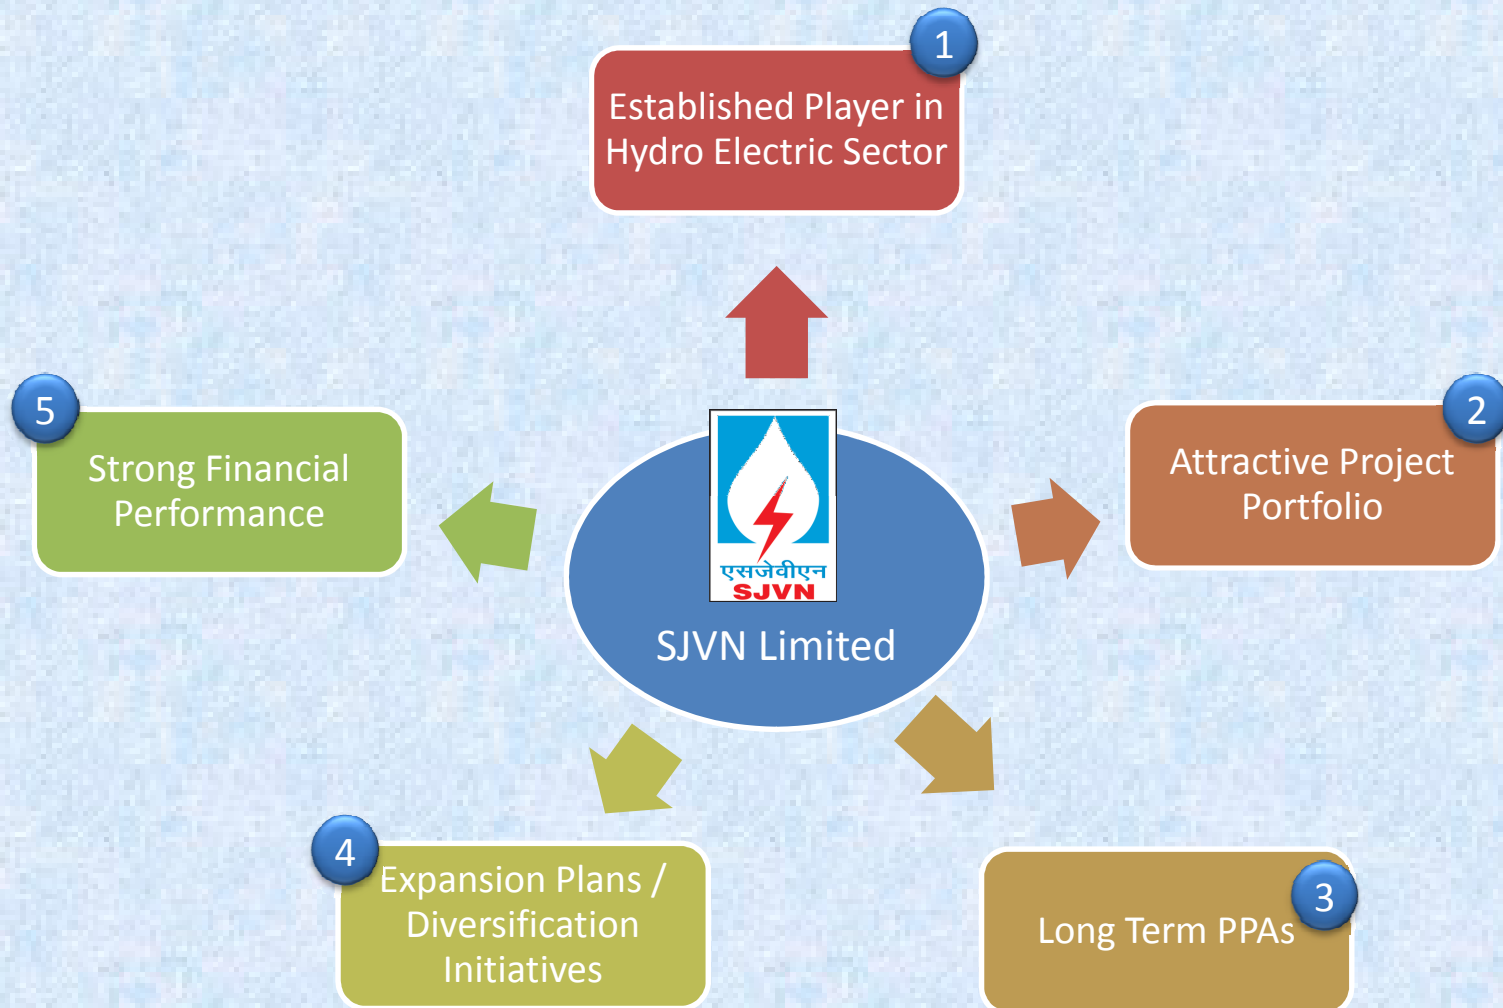 1
Established Player in
Hydro Electric Sector
2
Attractive Project
Portfolio
3
Long Term PPAs
4
Expansion Plans /
Diversification
Initiatives
5
Strong Financial
Performance
एसजेवीएन
SJVN
SJVN Limited